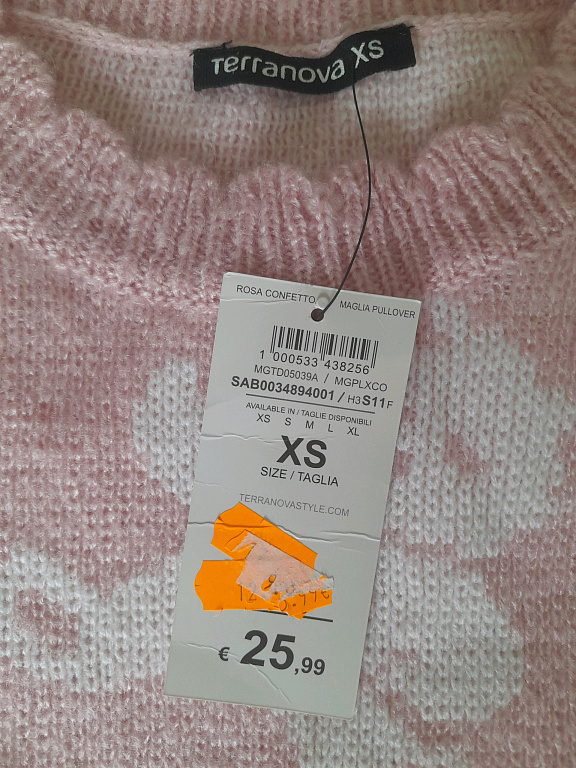 Terranova XS
ROSA CONFETTO MAGLIA PULLOVER
1 000533 438256
MGTD05039A / MGPLXCO
SAB0034894001 / H3S11F
AVAILABLE IN / TAGLIE DISPONIBILI
XS S M L XL
XS
SIZE / TAGLIA
TERRANOVASTYLE.COM
€ 25,99